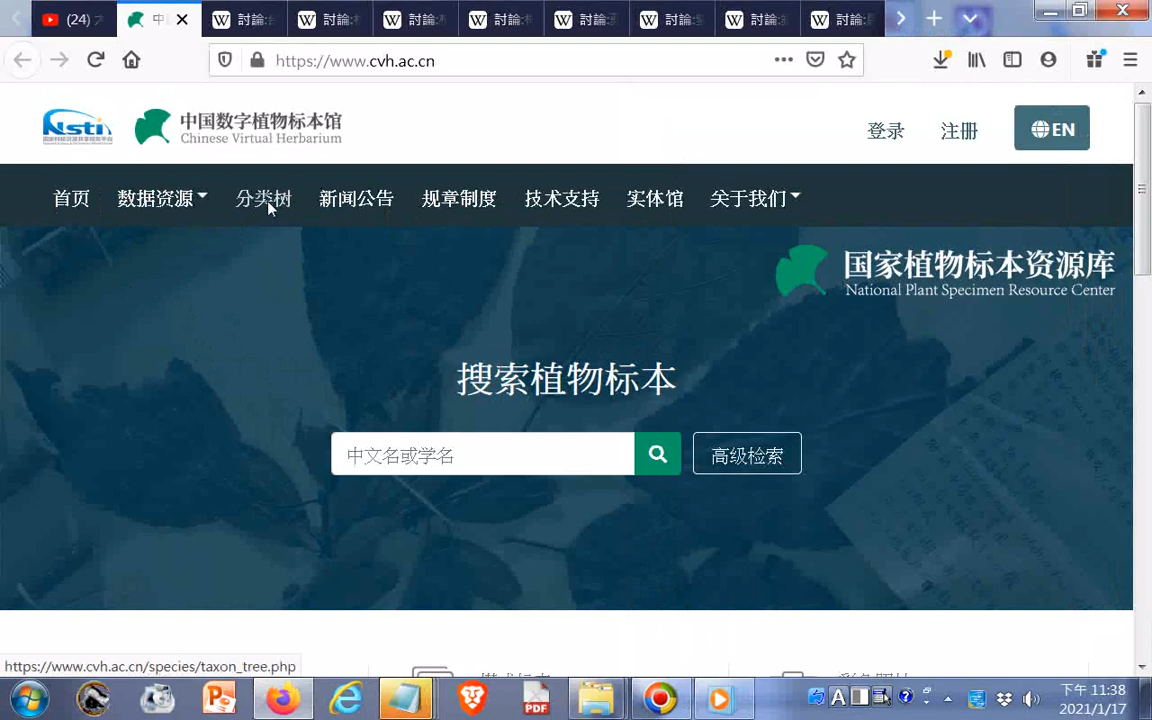 (24)
中
討論:
討論:
討論:
討論:
討論:
討論:
討論:
討論:
https://www.cvh.ac.cn
Nsti
中国数字植物标本馆
Chinese Virtual Herbarium
登录 注册 EN
首页 数据资源 分类树 新闻公告 规章制度 技术支持 实体馆 关于我们
国家植物标本资源库
National Plant Specimen Resource Center
搜索植物标本
中文名或学名 高级检索
https://www.cvh.ac.cn/species/taxon_tree.php
PDF
A
下午 11:38
2021/1/17